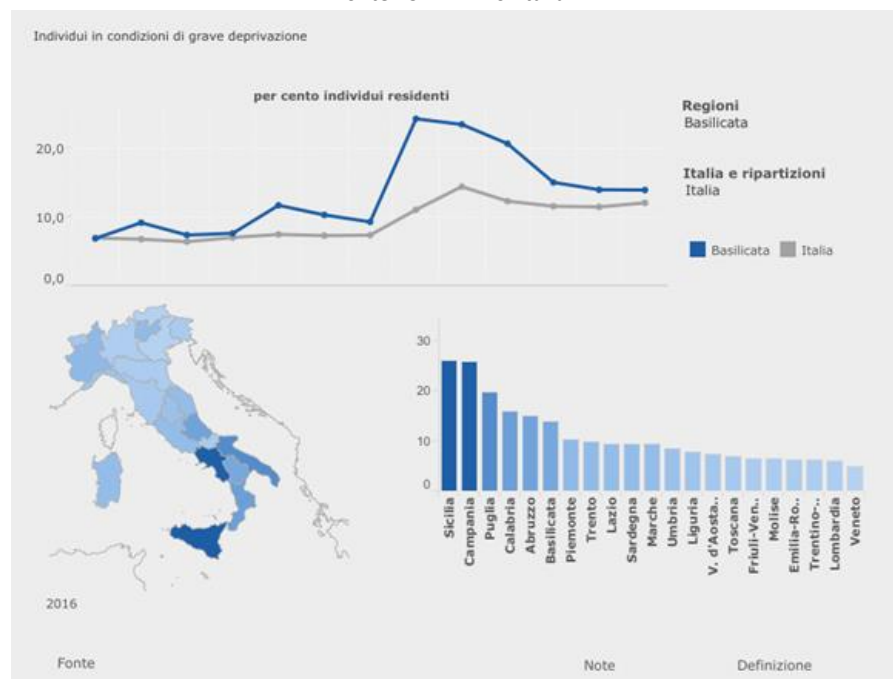 Individui in condizioni di grave deprivazione
per cento individui residenti
20,0
10,0
0,0
Regioni
Basilicata
Italia e ripartizioni
Italia
Basilicata
Italia
30
20
10
0
Sicilia
Campania
Puglia
Calabria
Abruzzo
Basilicata
Piemonte
Trento
Lazio
Sardegna
Marche
Umbria
Liguria
V. d'Aosta..
Toscana
Friuli-Ven..
Molise
Emilia-Ro..
Trentino-..
Lombardia
Veneto
2016
Fonte
Note
Definizione